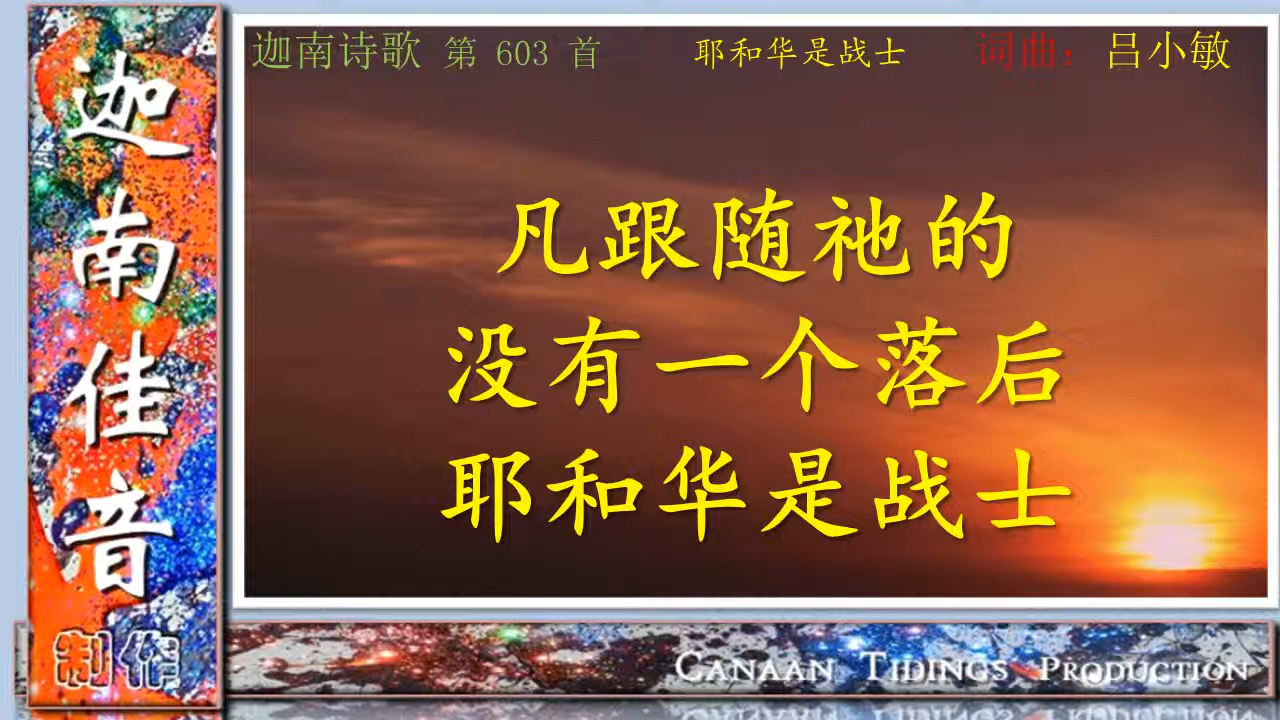 迦南诗歌 第 603 首 耶和华是战士 词曲：吕小敏
凡跟随祂的
没有一个落后
耶和华是战士
迦南佳音
制作
CANAAN TIDINGS PRODUCTION